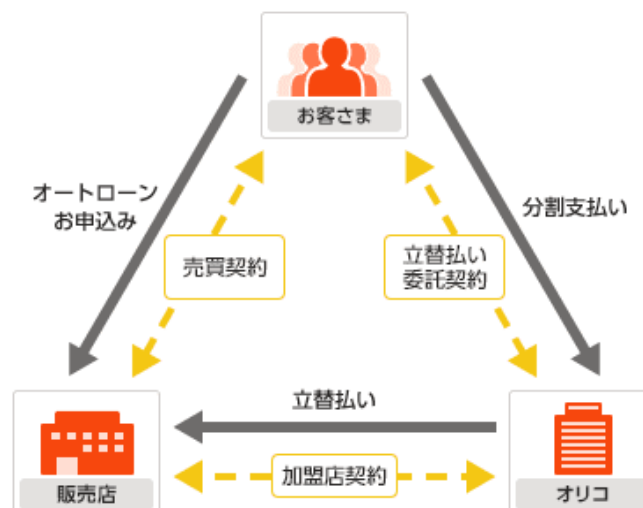 お客さま
オートローン
お申込み
分割支払い
売買契約
立替払い
委託契約
立替払い
加盟店契約
販売店
オリコ